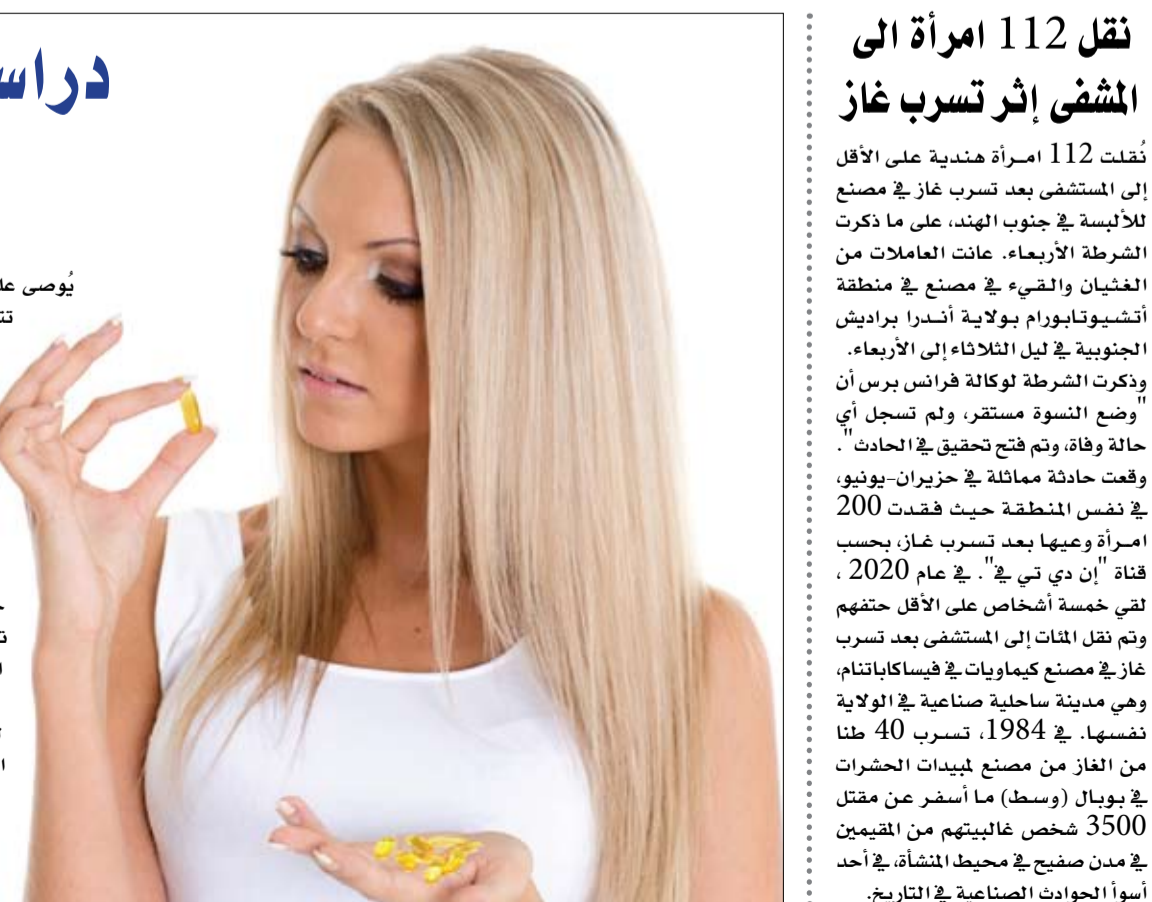 نقل 112 امرأة الى
المشفى إثر تسرب غاز
نُقلت 112 امـرأة هندية على الأقل
إلى المستشفى بعد تسرب غاز في مصنع
للألبسة في جنوب الهند، على ما ذكرت
الشرطة الأربعاء. عانت العاملات من
الغثيان والقيء في مصنع في منطقة
أتشيوتابورام بولاية أندرا براديش
الجنوبية في ليل الثلاثاء إلى الأربعاء.
وذكرت الشرطة لوكالة فرانس برس أن
"وضع النسوة مستقر، ولم تسجل أي
حالة وفاة، وتم فتح تحقيق في الحادث".
وقعت حادثة مماثلة في حزيران-يونيو،
في نفس المنطقة حيث فقدت 200
امرأة وعيها بعد تسرب غاز، بحسب
قناة "إن دي تي في". في عام 2020 ،
لقي خمسة أشخاص على الأقل حتفهم
وتم نقل المئات إلى المستشفى بعد تسرب
غاز في مصنع كيماويات في فيساكاباتنام،
وهي مدينة ساحلية صناعية في الولاية
نفسها. في 1984، تسرب 40 طنا
من الغاز من مصنع لمبيدات الحشرات
في بوبال (وسط) ما أسفر عن مقتل
3500 شخص غالبيتهم من المقيمين
في مدن صفيح في محيط المنشأة، في أحد
أسوأ الحوادث الصناعية في التاريخ.
يُوصى